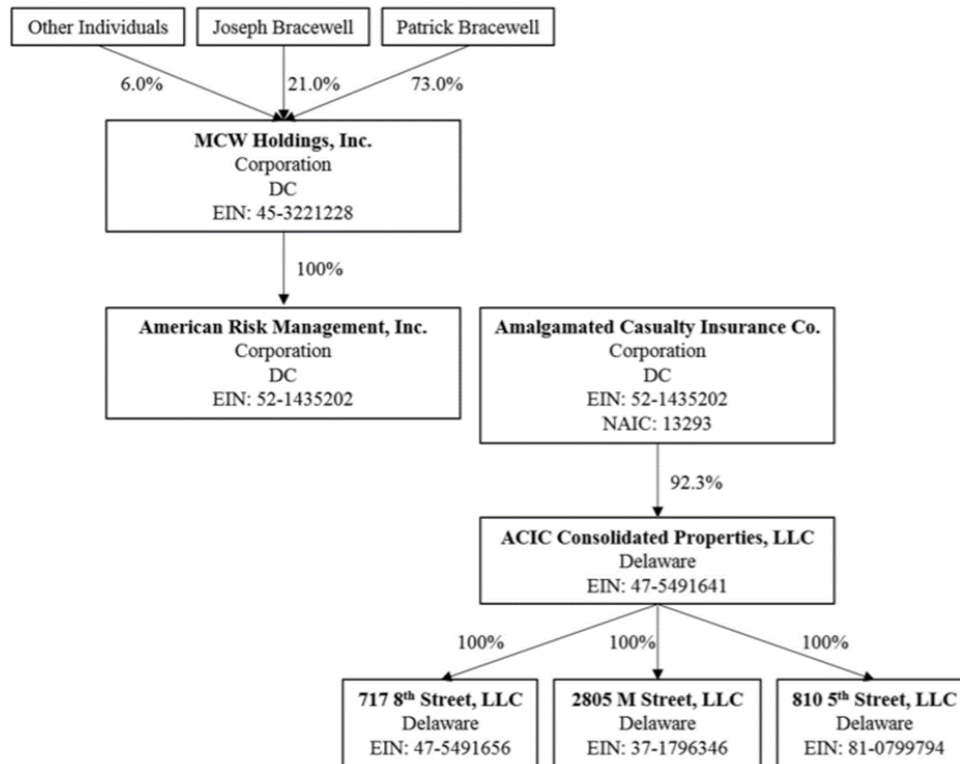 Other Individuals
Joseph Bracewell
Patrick Bracewell
6.0%
21.0%
73.0%
MCW Holdings, Inc.
Corporation
DC
EIN: 45-3221228
100%
American Risk Management, Inc.
Corporation
DC
EIN: 52-1435202
Amalgamated Casualty Insurance Co.
Corporation
DC
EIN: 52-1435202
NAIC: 13293
92.3%
ACIC Consolidated Properties, LLC
Delaware
EIN: 47-5491641
100%
100%
100%
717 8th Street, LLC
Delaware
EIN: 47-5491656
2805 M Street, LLC
Delaware
EIN: 37-1796346
810 5th Street, LLC
Delaware
EIN: 81-0799794